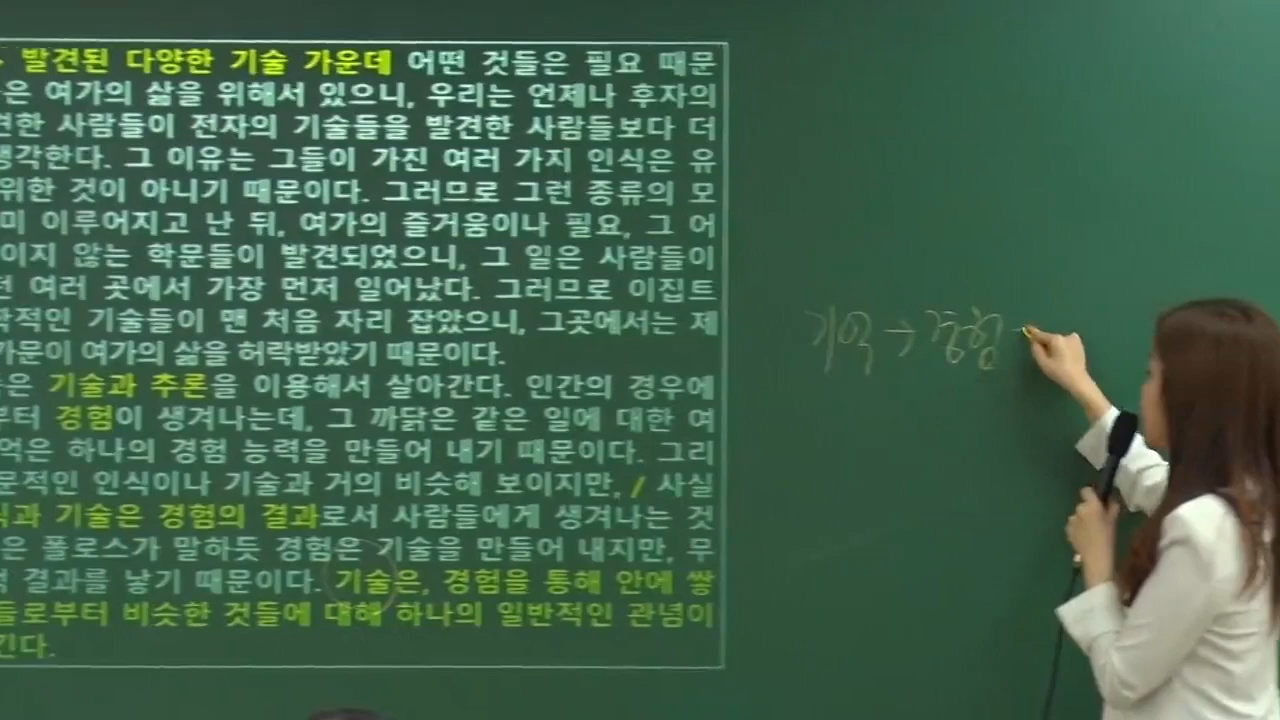 발견된 다양한 기술 가운데 어떤 것들은 필요 때문
은 여가의 삶을 위해서 있으니, 우리는 언제나 후자의
견한 사람들이 전자의 기술들을 발견한 사람들보다 더
생각한다. 그 이유는 그들이 가진 여러 가지 인식은 유
위한 것이 아니기 때문이다. 그러므로 그런 종류의 모
미 이루어지고 난 뒤, 여가의 즐거움이나 필요, 그 어
이지 않는 학문들이 발견되었으니, 그 일은 사람들이
여러 곳에서 가장 먼저 일어났다. 그러므로 이집트
학적인 기술들이 맨 처음 자리 잡았으니, 그곳에서는 제
가문이 여가의 삶을 허락받았기 때문이다.
은 기술과 추론을 이용해서 살아간다. 인간의 경우에
부터 경험이 생겨나는데, 그 까닭은 같은 일에 대한 여
억은 하나의 경험 능력을 만들어 내기 때문이다. 그리
문적인 인식이나 기술과 거의 비슷해 보이지만, / 사실
식과 기술은 경험의 결과로서 사람들에게 생겨나는 것
은 폴로스가 말하듯 경험은 기술을 만들어 내지만, 무
결과를 낳기 때문이다. 기술은, 경험을 통해 안에 쌓
들로부터 비슷한 것들에 대해 하나의 일반적인 관념이
긴다.
기억 → 경험